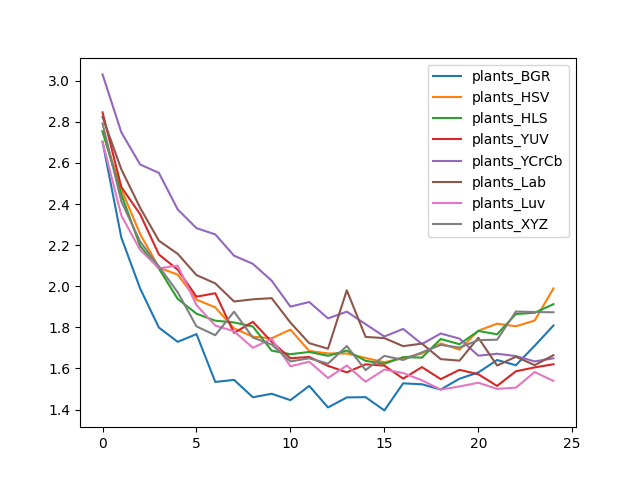 3.0
2.8
2.6
2.4
2.2
2.0
1.8
1.6
1.4
0
5
10
15
20
25
plants_BGR
plants_HSV
plants_HLS
plants_YUV
plants_YCrCb
plants_Lab
plants_Luv
plants_XYZ